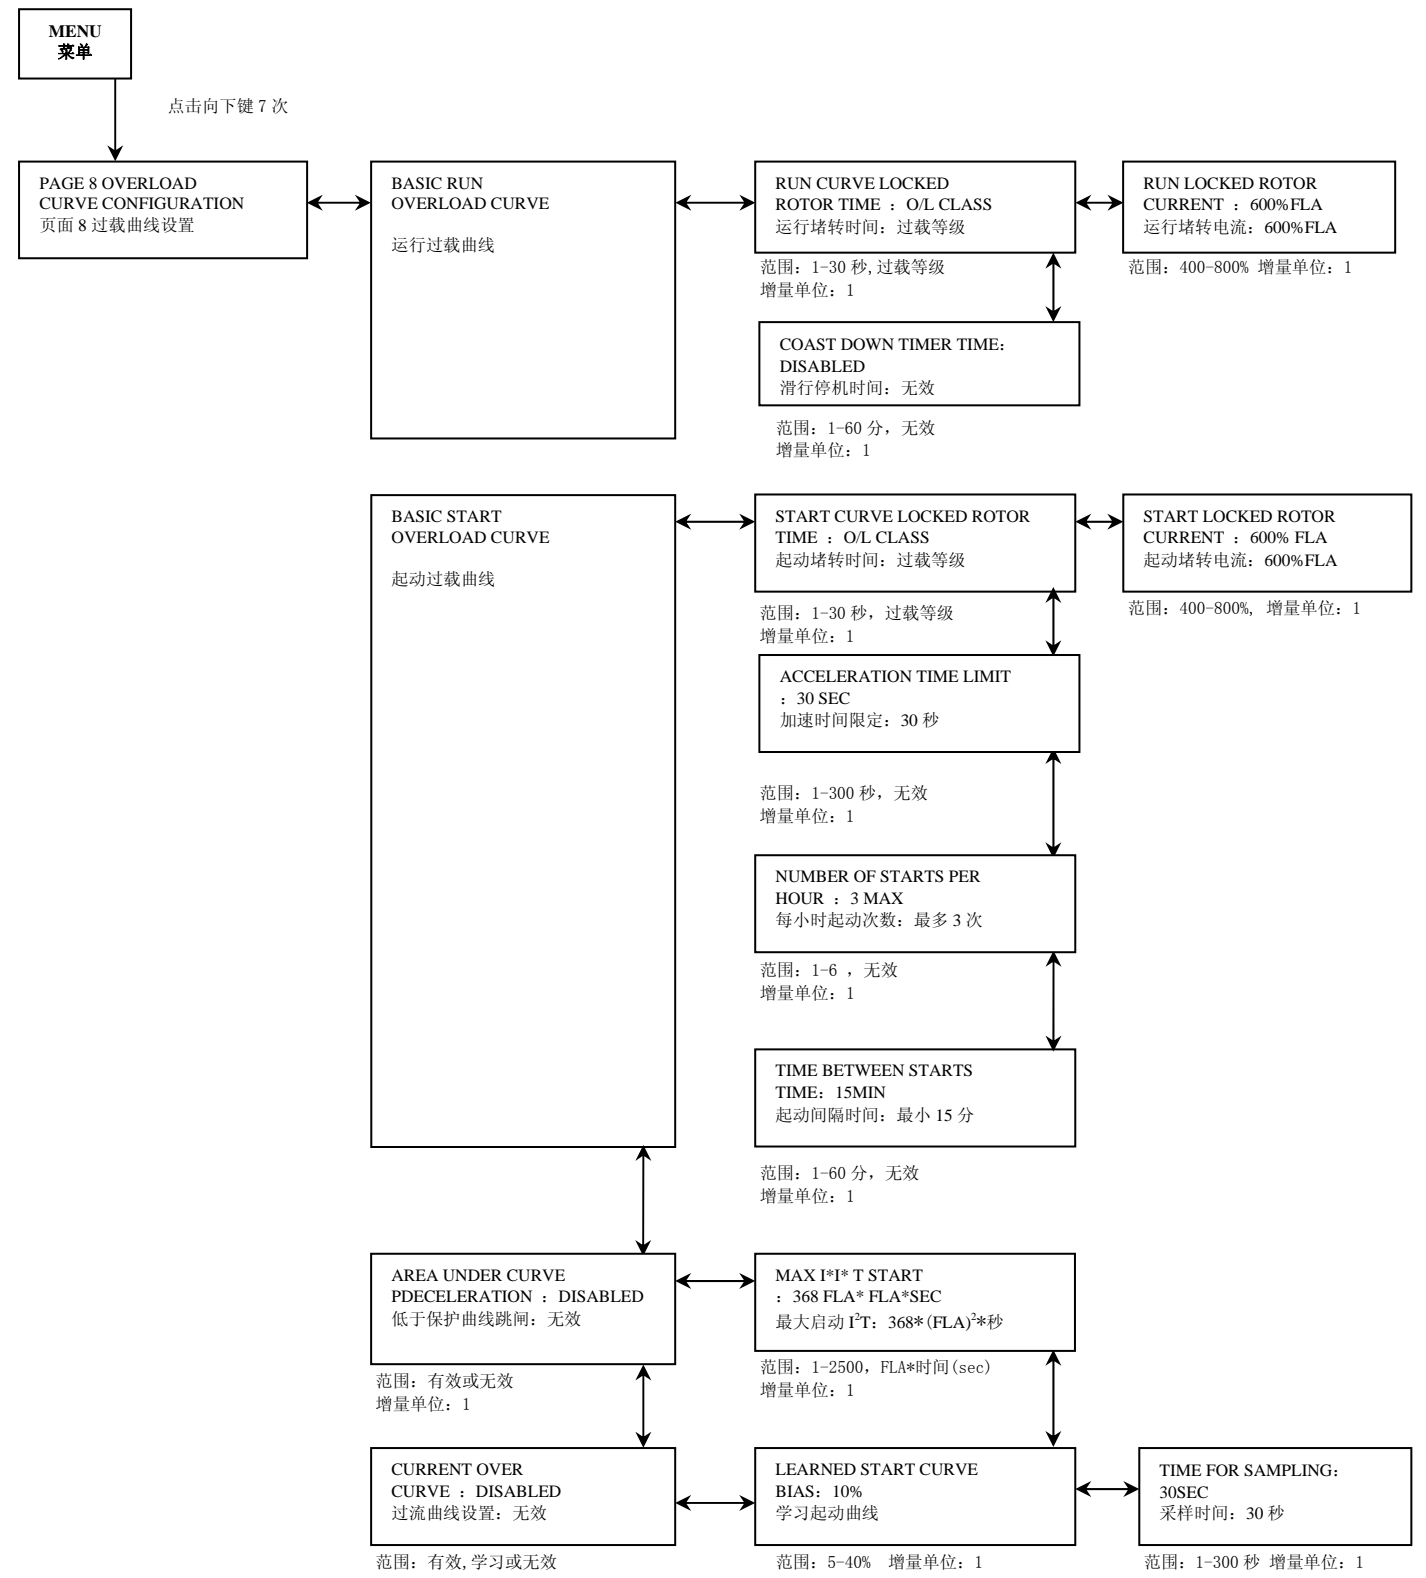 MENU
菜单
点击向下键 7 次
PAGE 8 OVERLOAD
CURVE CONFIGURATION
页面 8 过载曲线设置
BASIC RUN
OVERLOAD CURVE
运行过载曲线
RUN CURVE LOCKED
ROTOR TIME ：O/L CLASS
运行堵转时间：过载等级
范围：1-30 秒,过载等级
增量单位：1
RUN LOCKED ROTOR
CURRENT ：600%FLA
运行堵转电流：600%FLA
范围：400-800% 增量单位：1
COAST DOWN TIMER TIME：
DISABLED
滑行停机时间：无效
范围：1-60 分，无效
增量单位：1
BASIC START
OVERLOAD CURVE
起动过载曲线
START CURVE LOCKED ROTOR
TIME ：O/L CLASS
起动堵转时间：过载等级
范围：1-30 秒，过载等级
增量单位：1
START LOCKED ROTOR
CURRENT ：600% FLA
起动堵转电流：600%FLA
范围：400-800%, 增量单位：1
ACCELERATION TIME LIMIT
：30 SEC
加速时间限定：30 秒
范围：1-300 秒，无效
增量单位：1
NUMBER OF STARTS PER
HOUR ：3 MAX
每小时起动次数：最多 3 次
范围：1-6 ，无效
增量单位：1
TIME BETWEEN STARTS
TIME：15MIN
起动间隔时间：最小 15 分
范围：1-60 分，无效
增量单位：1
AREA UNDER CURVE
PDECELERATION ：DISABLED
低于保护曲线跳闸：无效
范围：有效或无效
增量单位：1
MAX I*I* T START
：368 FLA* FLA*SEC
最大启动 I²T：368*(FLA)²*秒
范围：1-2500，FLA*时间(sec)
增量单位：1
CURRENT OVER
CURVE ：DISABLED
过流曲线设置：无效
范围：有效,学习或无效
LEARNED START CURVE
BIAS：10%
学习起动曲线
范围：5-40% 增量单位：1
TIME FOR SAMPLING：
30SEC
采样时间：30 秒
范围：1-300 秒 增量单位：1